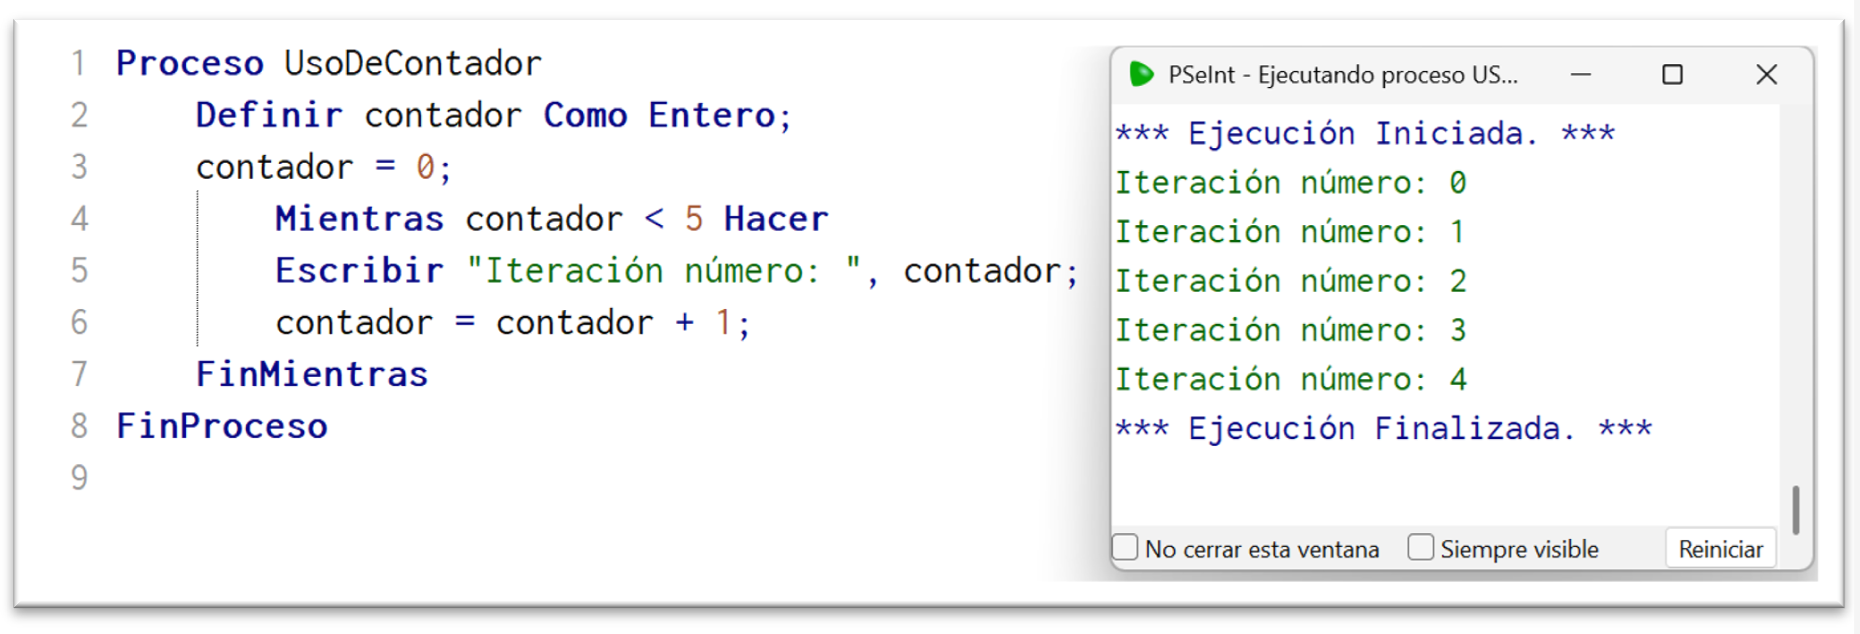 1 Proceso UsoDeContador
2 Definir contador Como Entero;
3 contador = 0;
4 Mientras contador < 5 Hacer
5 Escribir "Iteración número: ", contador;
6 contador = contador + 1;
7 FinMientras
8 FinProceso
9
PSeInt - Ejecutando proceso US...
*** Ejecución Iniciada. ***
Iteración número: 0
Iteración número: 1
Iteración número: 2
Iteración número: 3
Iteración número: 4
*** Ejecución Finalizada. ***
No cerrar esta ventana Siempre visible Reiniciar